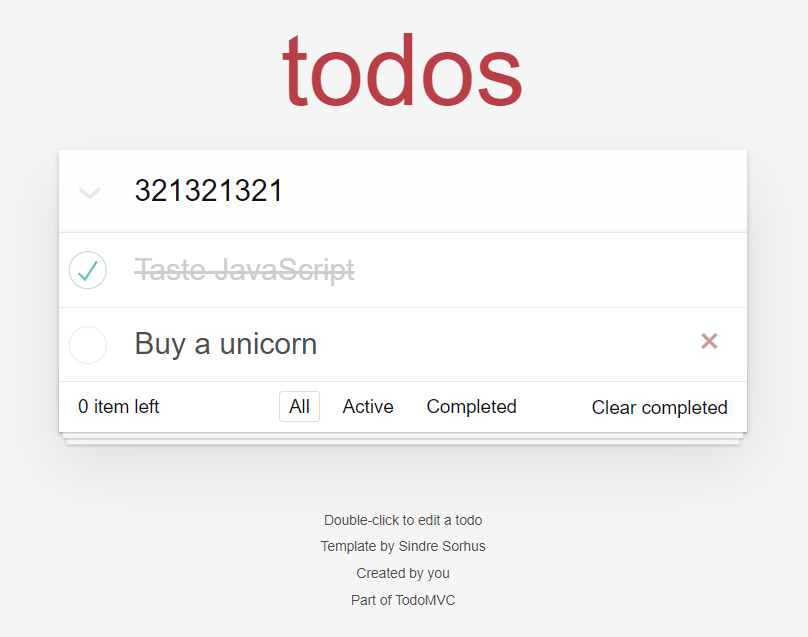 todos
321321321
Taste JavaScript
Buy a unicorn
0 item left All Active Completed Clear completed
Double-click to edit a todo
Template by Sindre Sorhus
Created by you
Part of TodoMVC